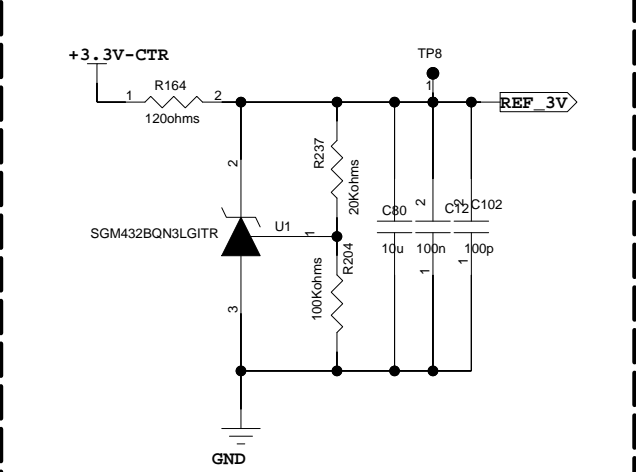 +3.3V-CTR
TP8
R164
1
1
2
REF_3V
120ohms
R237
20Kohms
2
2
2
C80
C12
C102
SGM432BQN3LGITR
U1
1
10u
100n
100p
R204
100Kohms
1
1
3
GND